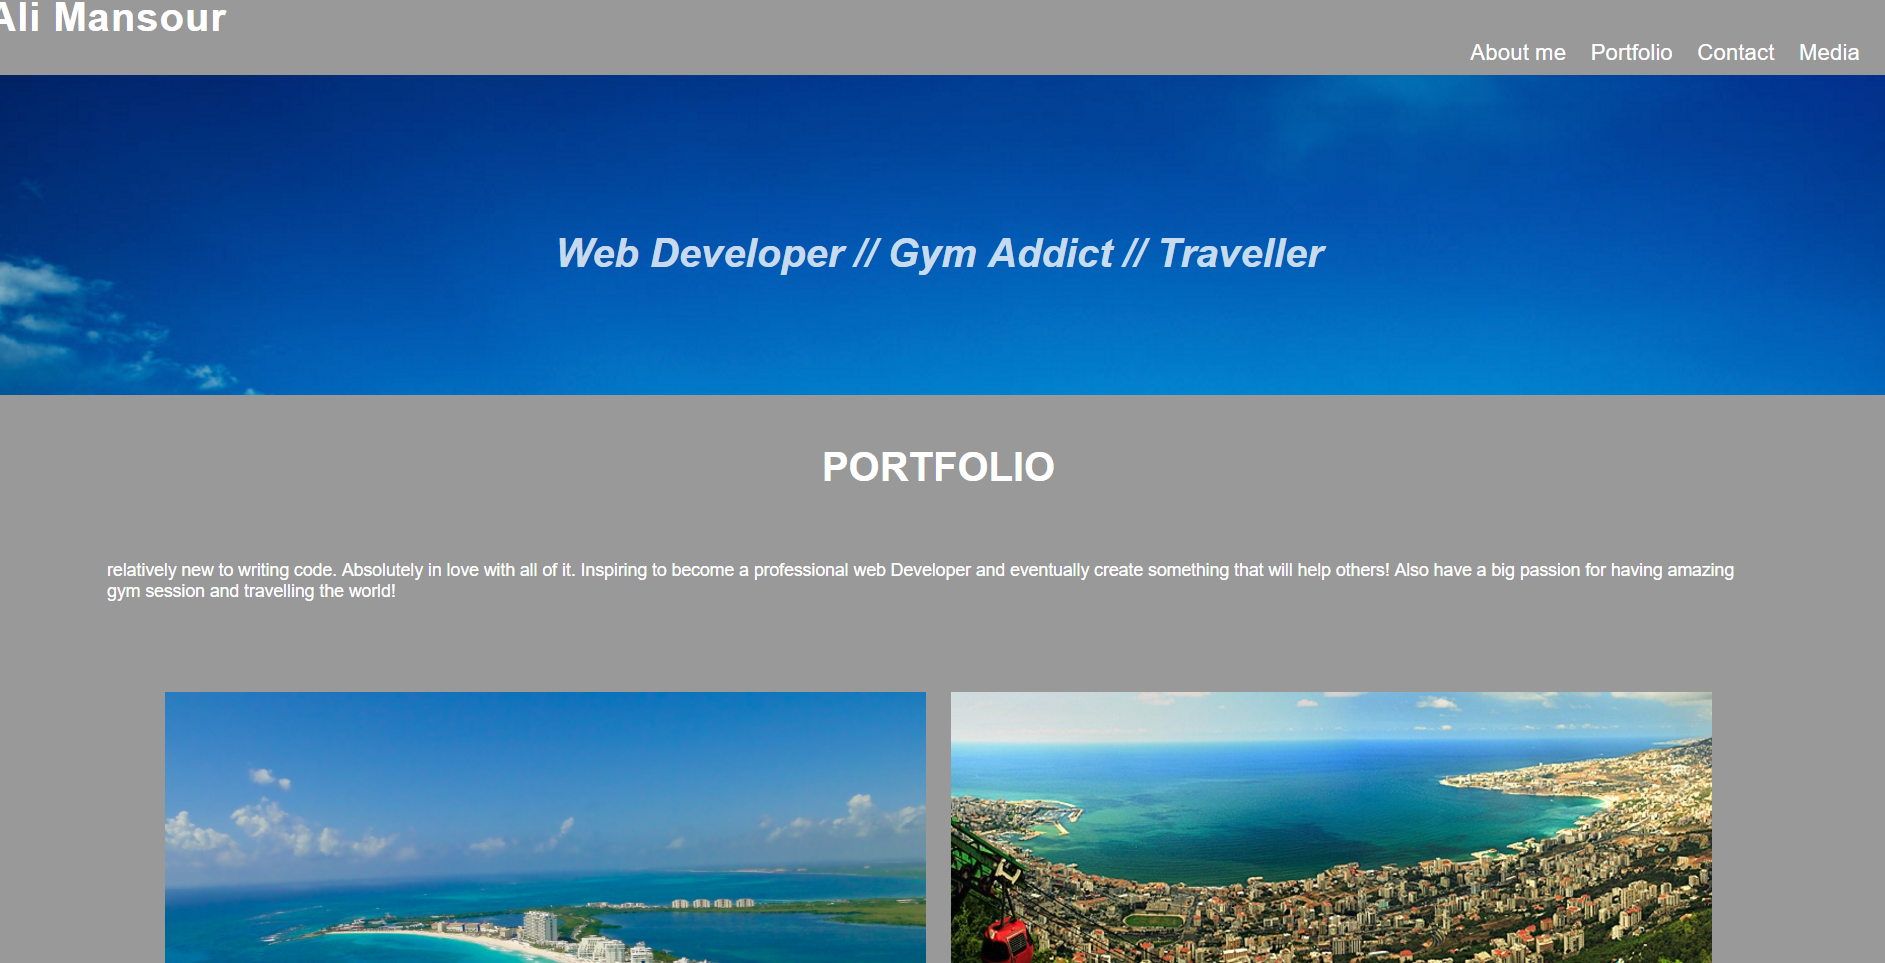 Ali Mansour
About me Portfolio Contact Media
Web Developer // Gym Addict // Traveller
PORTFOLIO
relatively new to writing code. Absolutely in love with all of it. Inspiring to become a professional web Developer and eventually create something that will help others! Also have a big passion for having amazing
gym session and travelling the world!